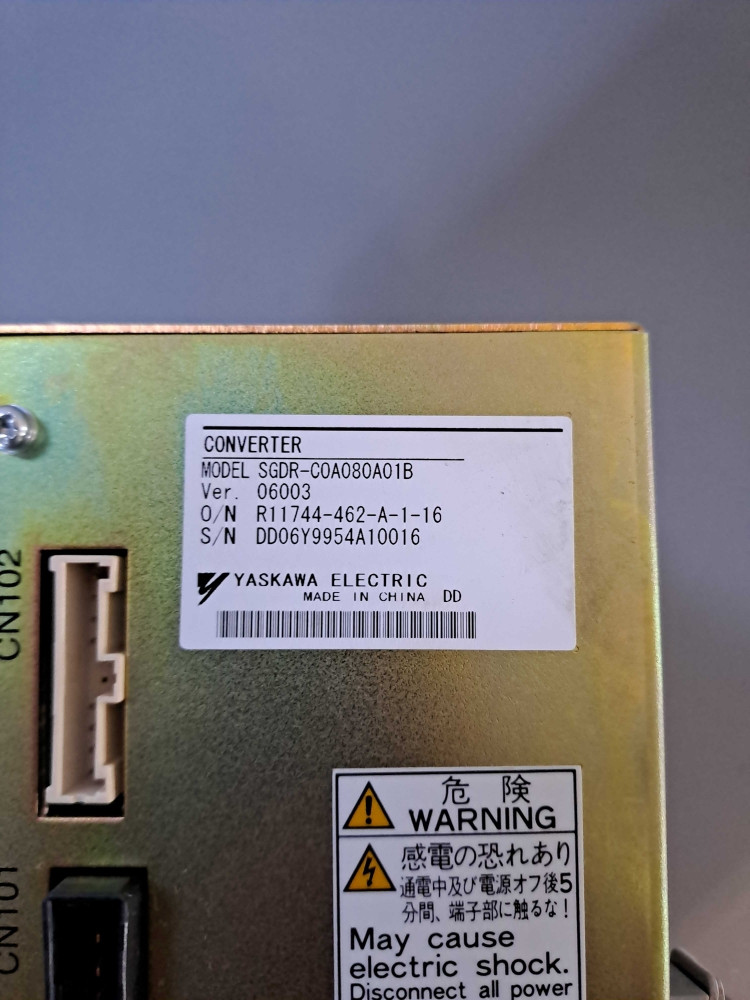 CONVERTER
MODEL SGDR-COA080A01B
Ver. 06003
O/N R11744-462-A-1-16
S/N DD06Y9954A10016
YASKAWA ELECTRIC
MADE IN CHINA DD
CN102
危険
WARNING
感電の恐れあり
通電中及び電源オフ後5
分間、端子部に触るな!
CN101
May cause
electric shock.
Disconnect all power